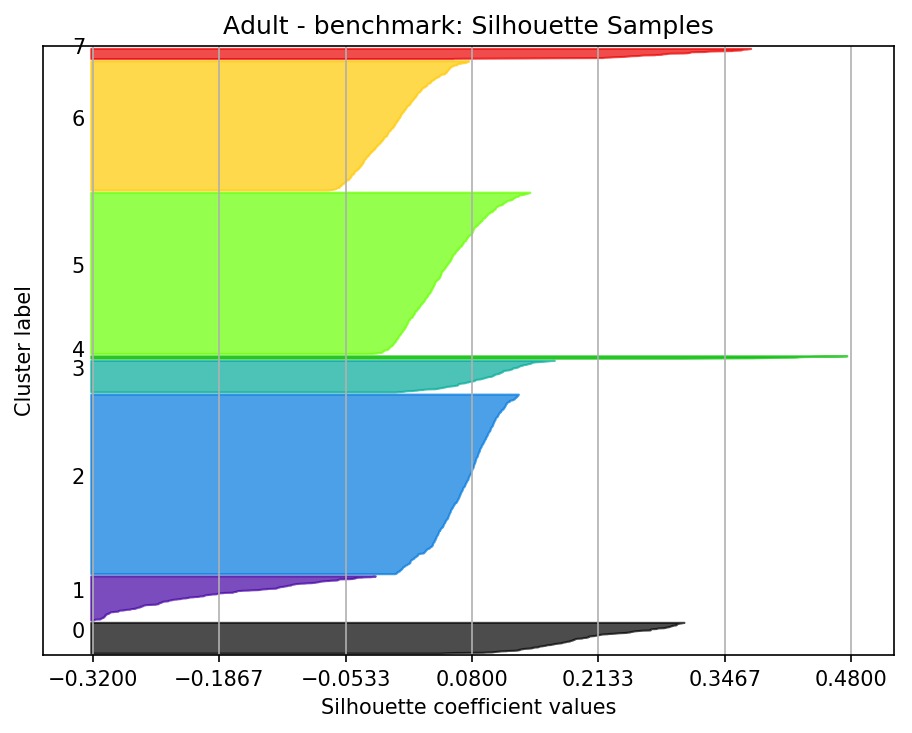 Adult - benchmark: Silhouette Samples
7
6
5
4
3
2
1
0
Cluster label
−0.3200 −0.1867 −0.0533 0.0800 0.2133 0.3467 0.4800
Silhouette coefficient values